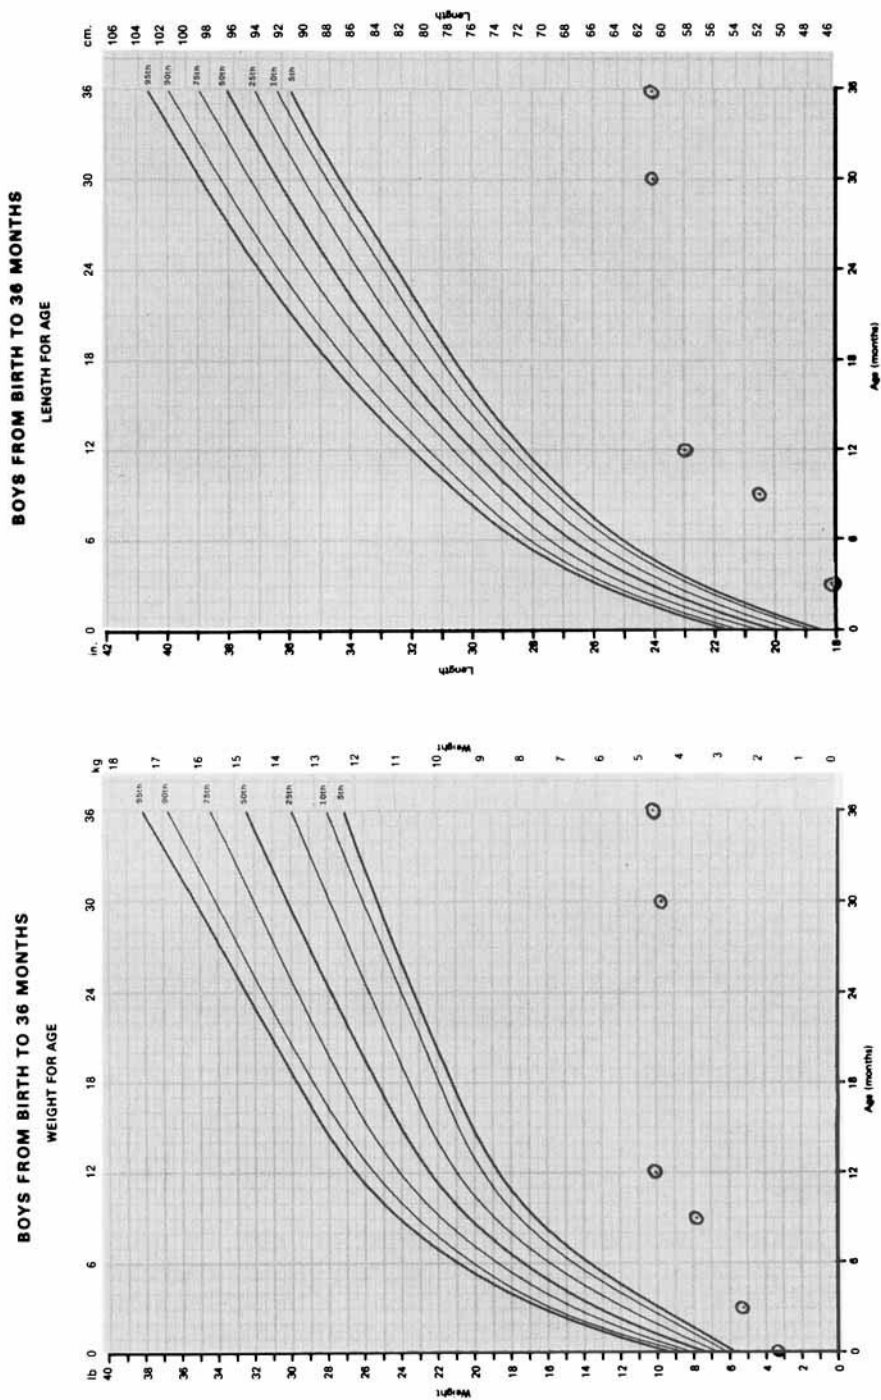 BOYS FROM BIRTH TO 36 MONTHS
WEIGHT FOR AGE
0 6 12 18 24 30 36
lb
40 38 36 34 32 30 28 26 24 22 20 18 16 14 12 10 8 6 4 2 0
Weight
95th
90th
75th
50th
25th
10th
5th
kg
18 17 16 15 14 13 12 11 10 9 8 7 6 5 4 3 2 1 0
Weight
0 6 12 18 24 30 36
Age (months)
BOYS FROM BIRTH TO 36 MONTHS
LENGTH FOR AGE
0 6 12 18 24 30 36
in.
42 40 38 36 34 32 30 28 26 24 22 20 18
Length
95th
90th
75th
50th
25th
10th
5th
cm.
106 104 102 100 98 96 94 92 90 88 86 84 82 80 78 76 74 72 70 68 66 64 62 60 58 56 54 52 50 48 46
Length
0 6 12 18 24 30 36
Age (months)